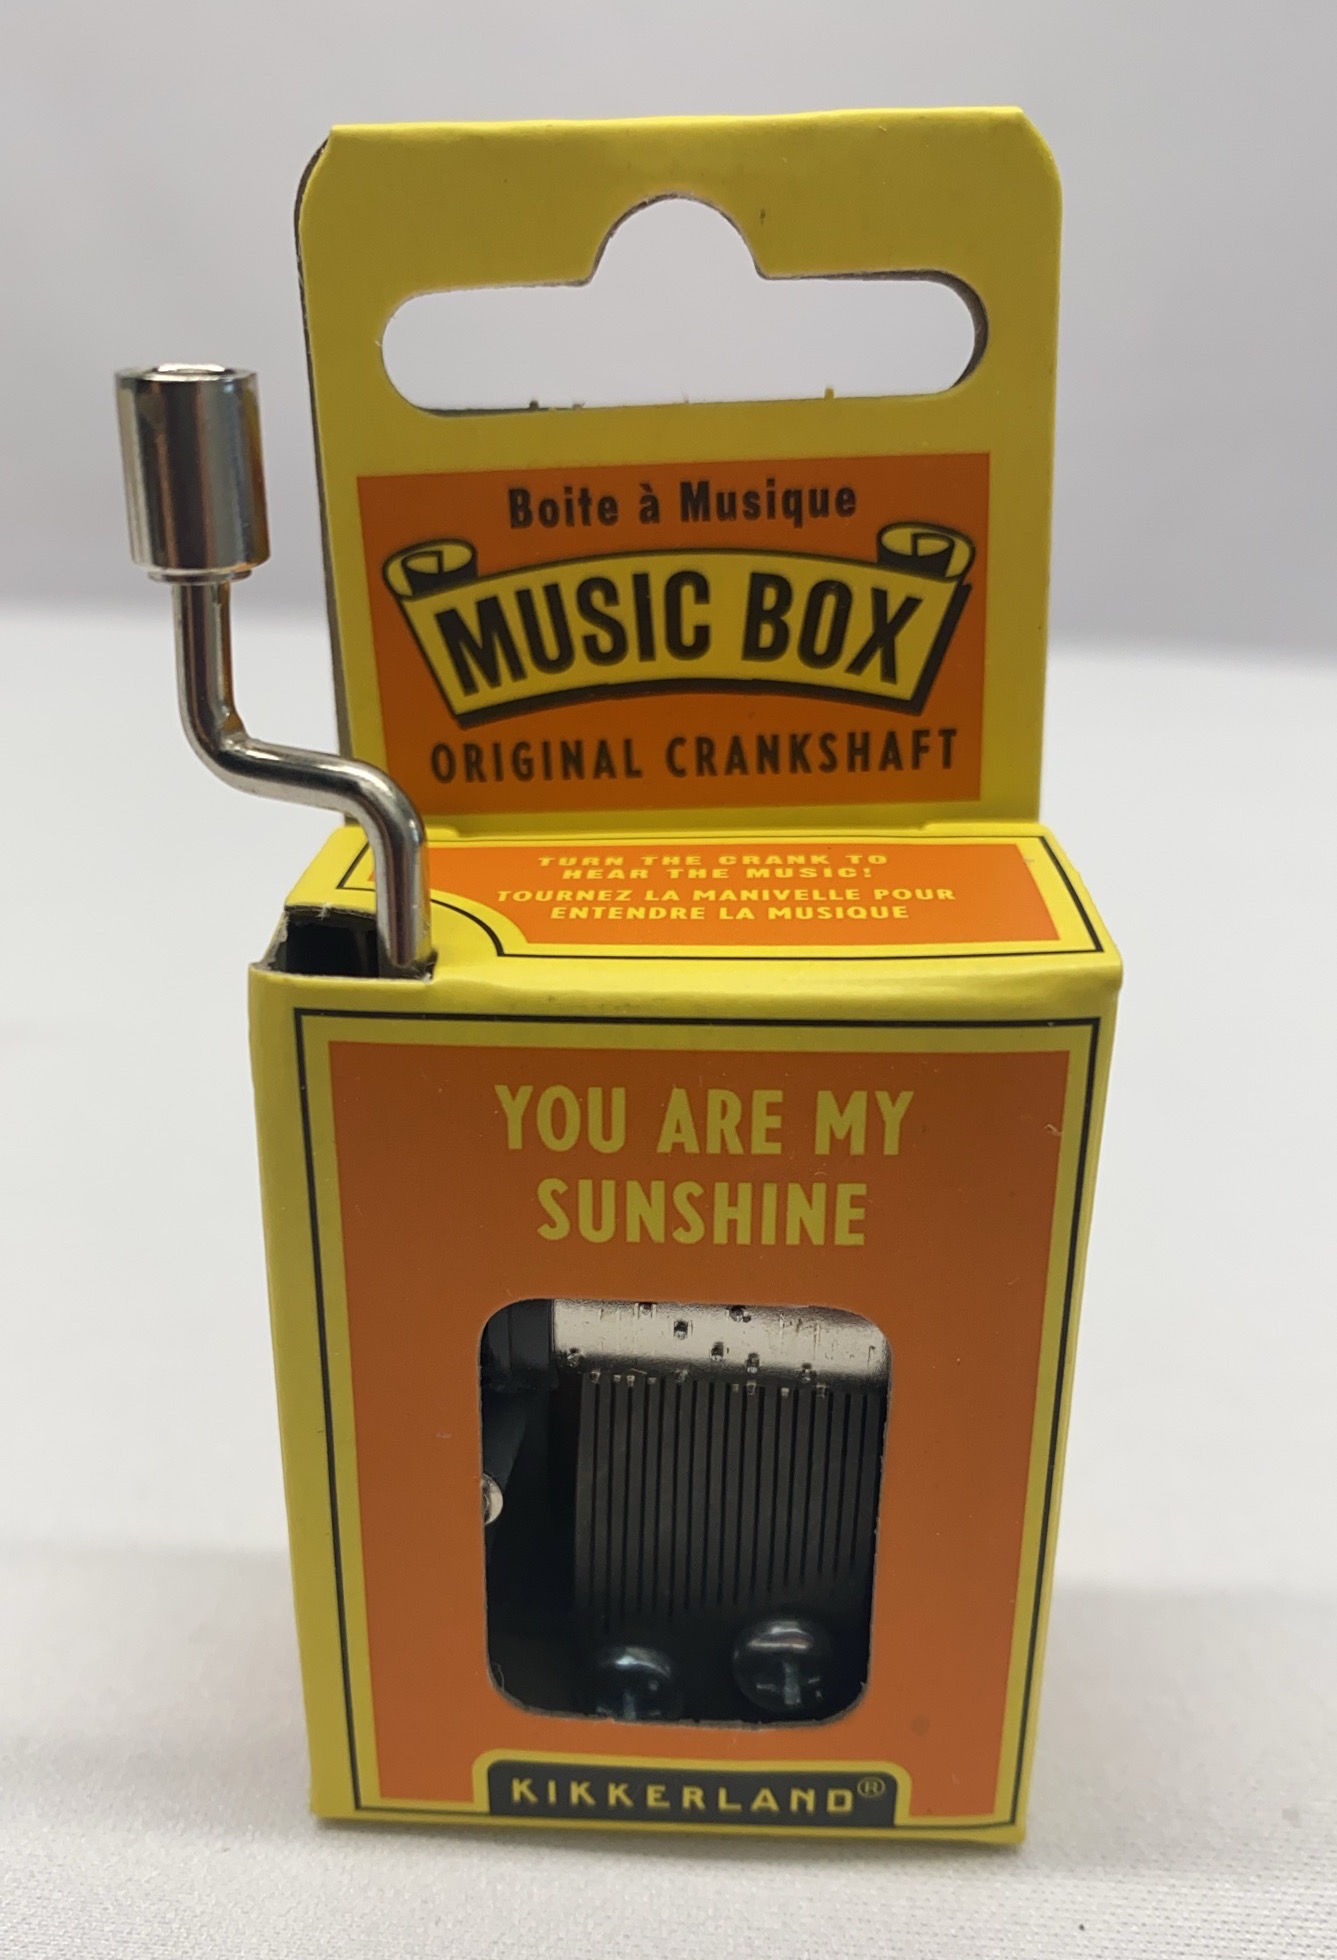 Boite à Musique
MUSIC BOX
ORIGINAL CRANKSHAFT
TURN THE CRANK TO
HEAR THE MUSIC!
TOURNEZ LA MANIVELLE POUR
ENTENDRE LA MUSIQUE
YOU ARE MY
SUNSHINE
KIKKERLAND®